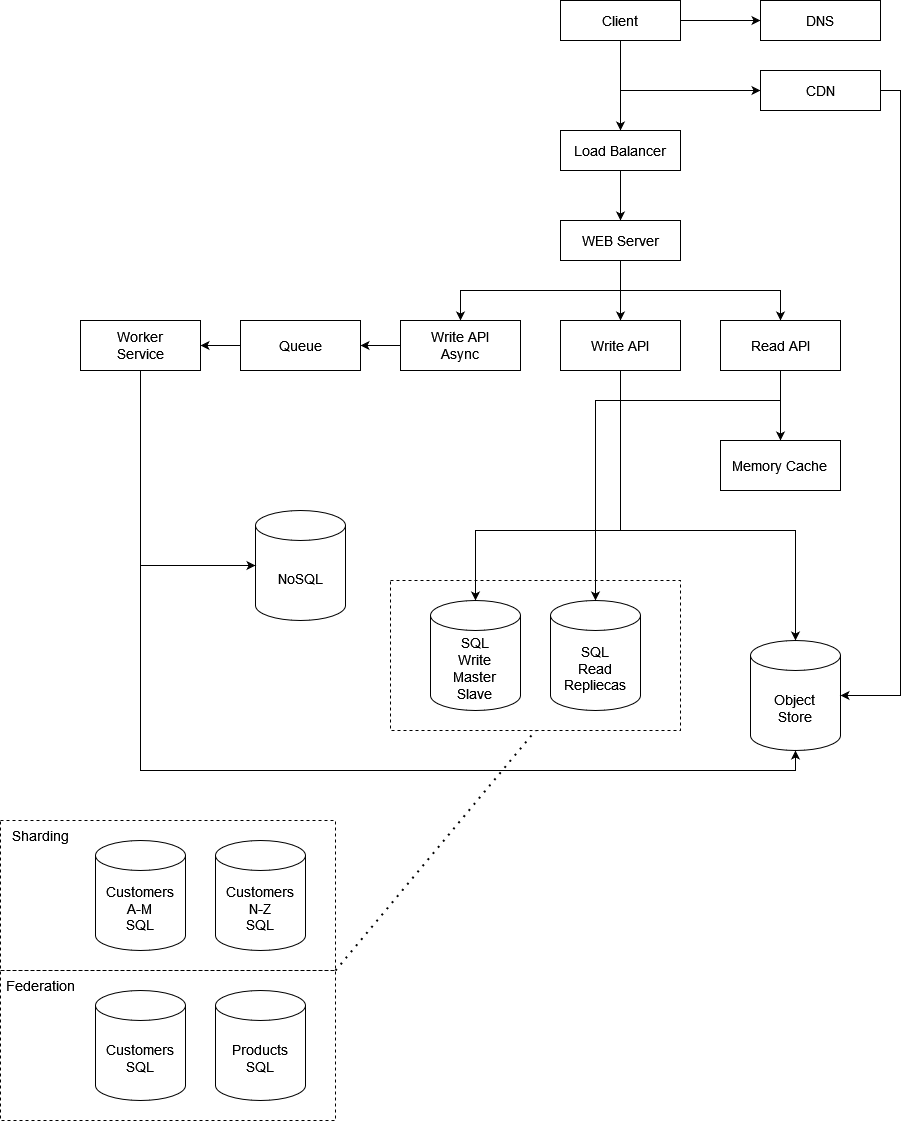 Client
DNS
CDN
Load Balancer
WEB Server
Worker
Service
Queue
Write API
Async
Write API
Read API
Memory Cache
NoSQL
SQL
Write
Master
Slave
SQL
Read
Repliecas
Object
Store
Sharding
Customers
A-M
SQL
Customers
N-Z
SQL
Federation
Customers
SQL
Products
SQL